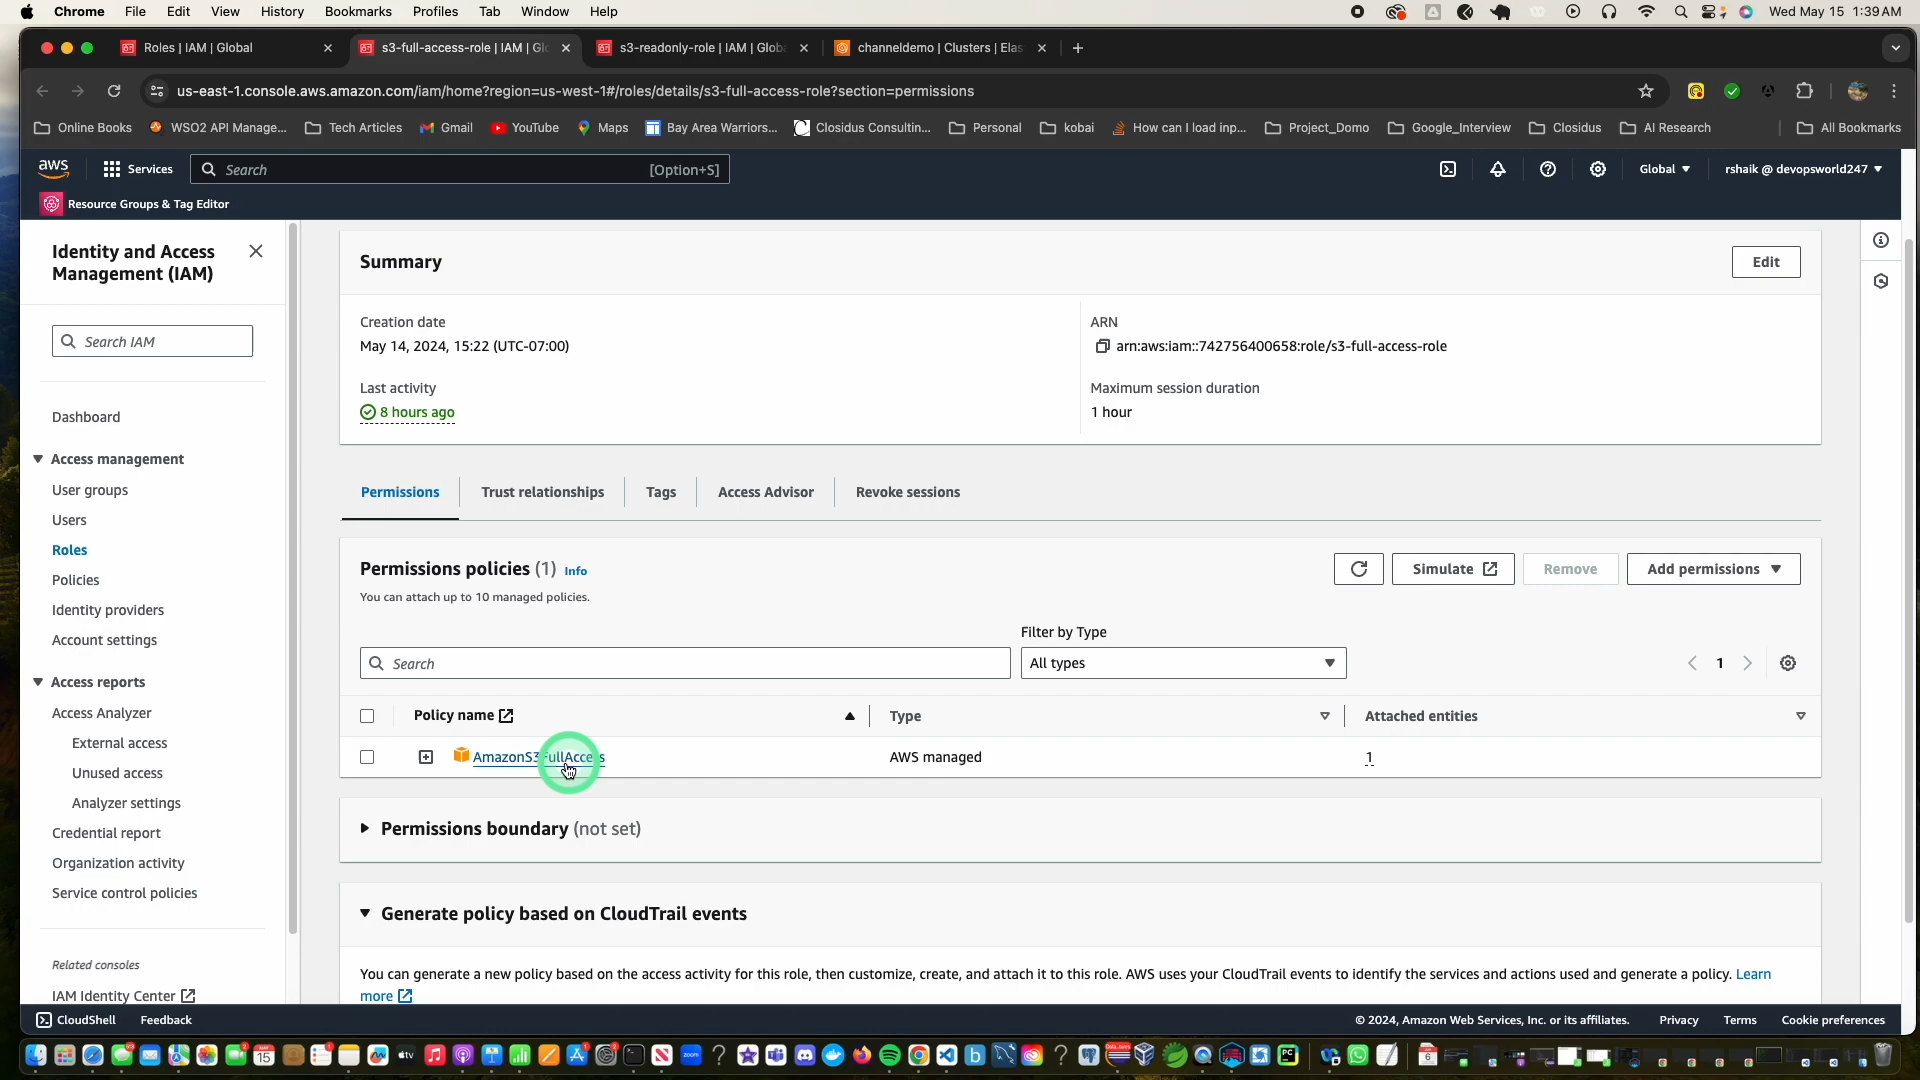 Chrome File Edit View History Bookmarks Profiles Tab Window Help Wed May 15 1:39 AM
Roles | IAM | Global
s3-full-access-role | IAM | Gl
s3-readonly-role | IAM | Globa
channeldemo | Clusters | Elas
us-east-1.console.aws.amazon.com/iam/home?region=us-west-1#/roles/details/s3-full-access-role?section=permissions
Online Books WSO2 API Manage... Tech Articles Gmail YouTube Maps Bay Area Warriors... Closidus Consultin... Personal kobai How can I load inp... Project_Domo Google_Interview Closidus AI Research All Bookmarks
aws Services Search [Option+S] Global rshaik @ devopsworld247
Resource Groups & Tag Editor
Identity and Access
Management (IAM)
Search IAM
Dashboard
Access management
User groups
Users
Roles
Policies
Identity providers
Account settings
Access reports
Access Analyzer
External access
Unused access
Analyzer settings
Credential report
Organization activity
Service control policies
Related consoles
IAM Identity Center
Summary
Edit
Creation date
May 14, 2024, 15:22 (UTC-07:00)
ARN
arn:aws:iam::742756400658:role/s3-full-access-role
Last activity
8 hours ago
Maximum session duration
1 hour
Permissions Trust relationships Tags Access Advisor Revoke sessions
Permissions policies (1) Info
You can attach up to 10 managed policies.
Simulate Remove Add permissions
Filter by Type
Search
All types
1
Policy name Type Attached entities
AmazonS3FullAccess AWS managed 1
Permissions boundary (not set)
Generate policy based on CloudTrail events
You can generate a new policy based on the access activity for this role, then customize, create, and attach it to this role. AWS uses your CloudTrail events to identify the services and actions used and generate a policy. Learn
more
CloudShell Feedback © 2024, Amazon Web Services, Inc. or its affiliates. Privacy Terms Cookie preferences